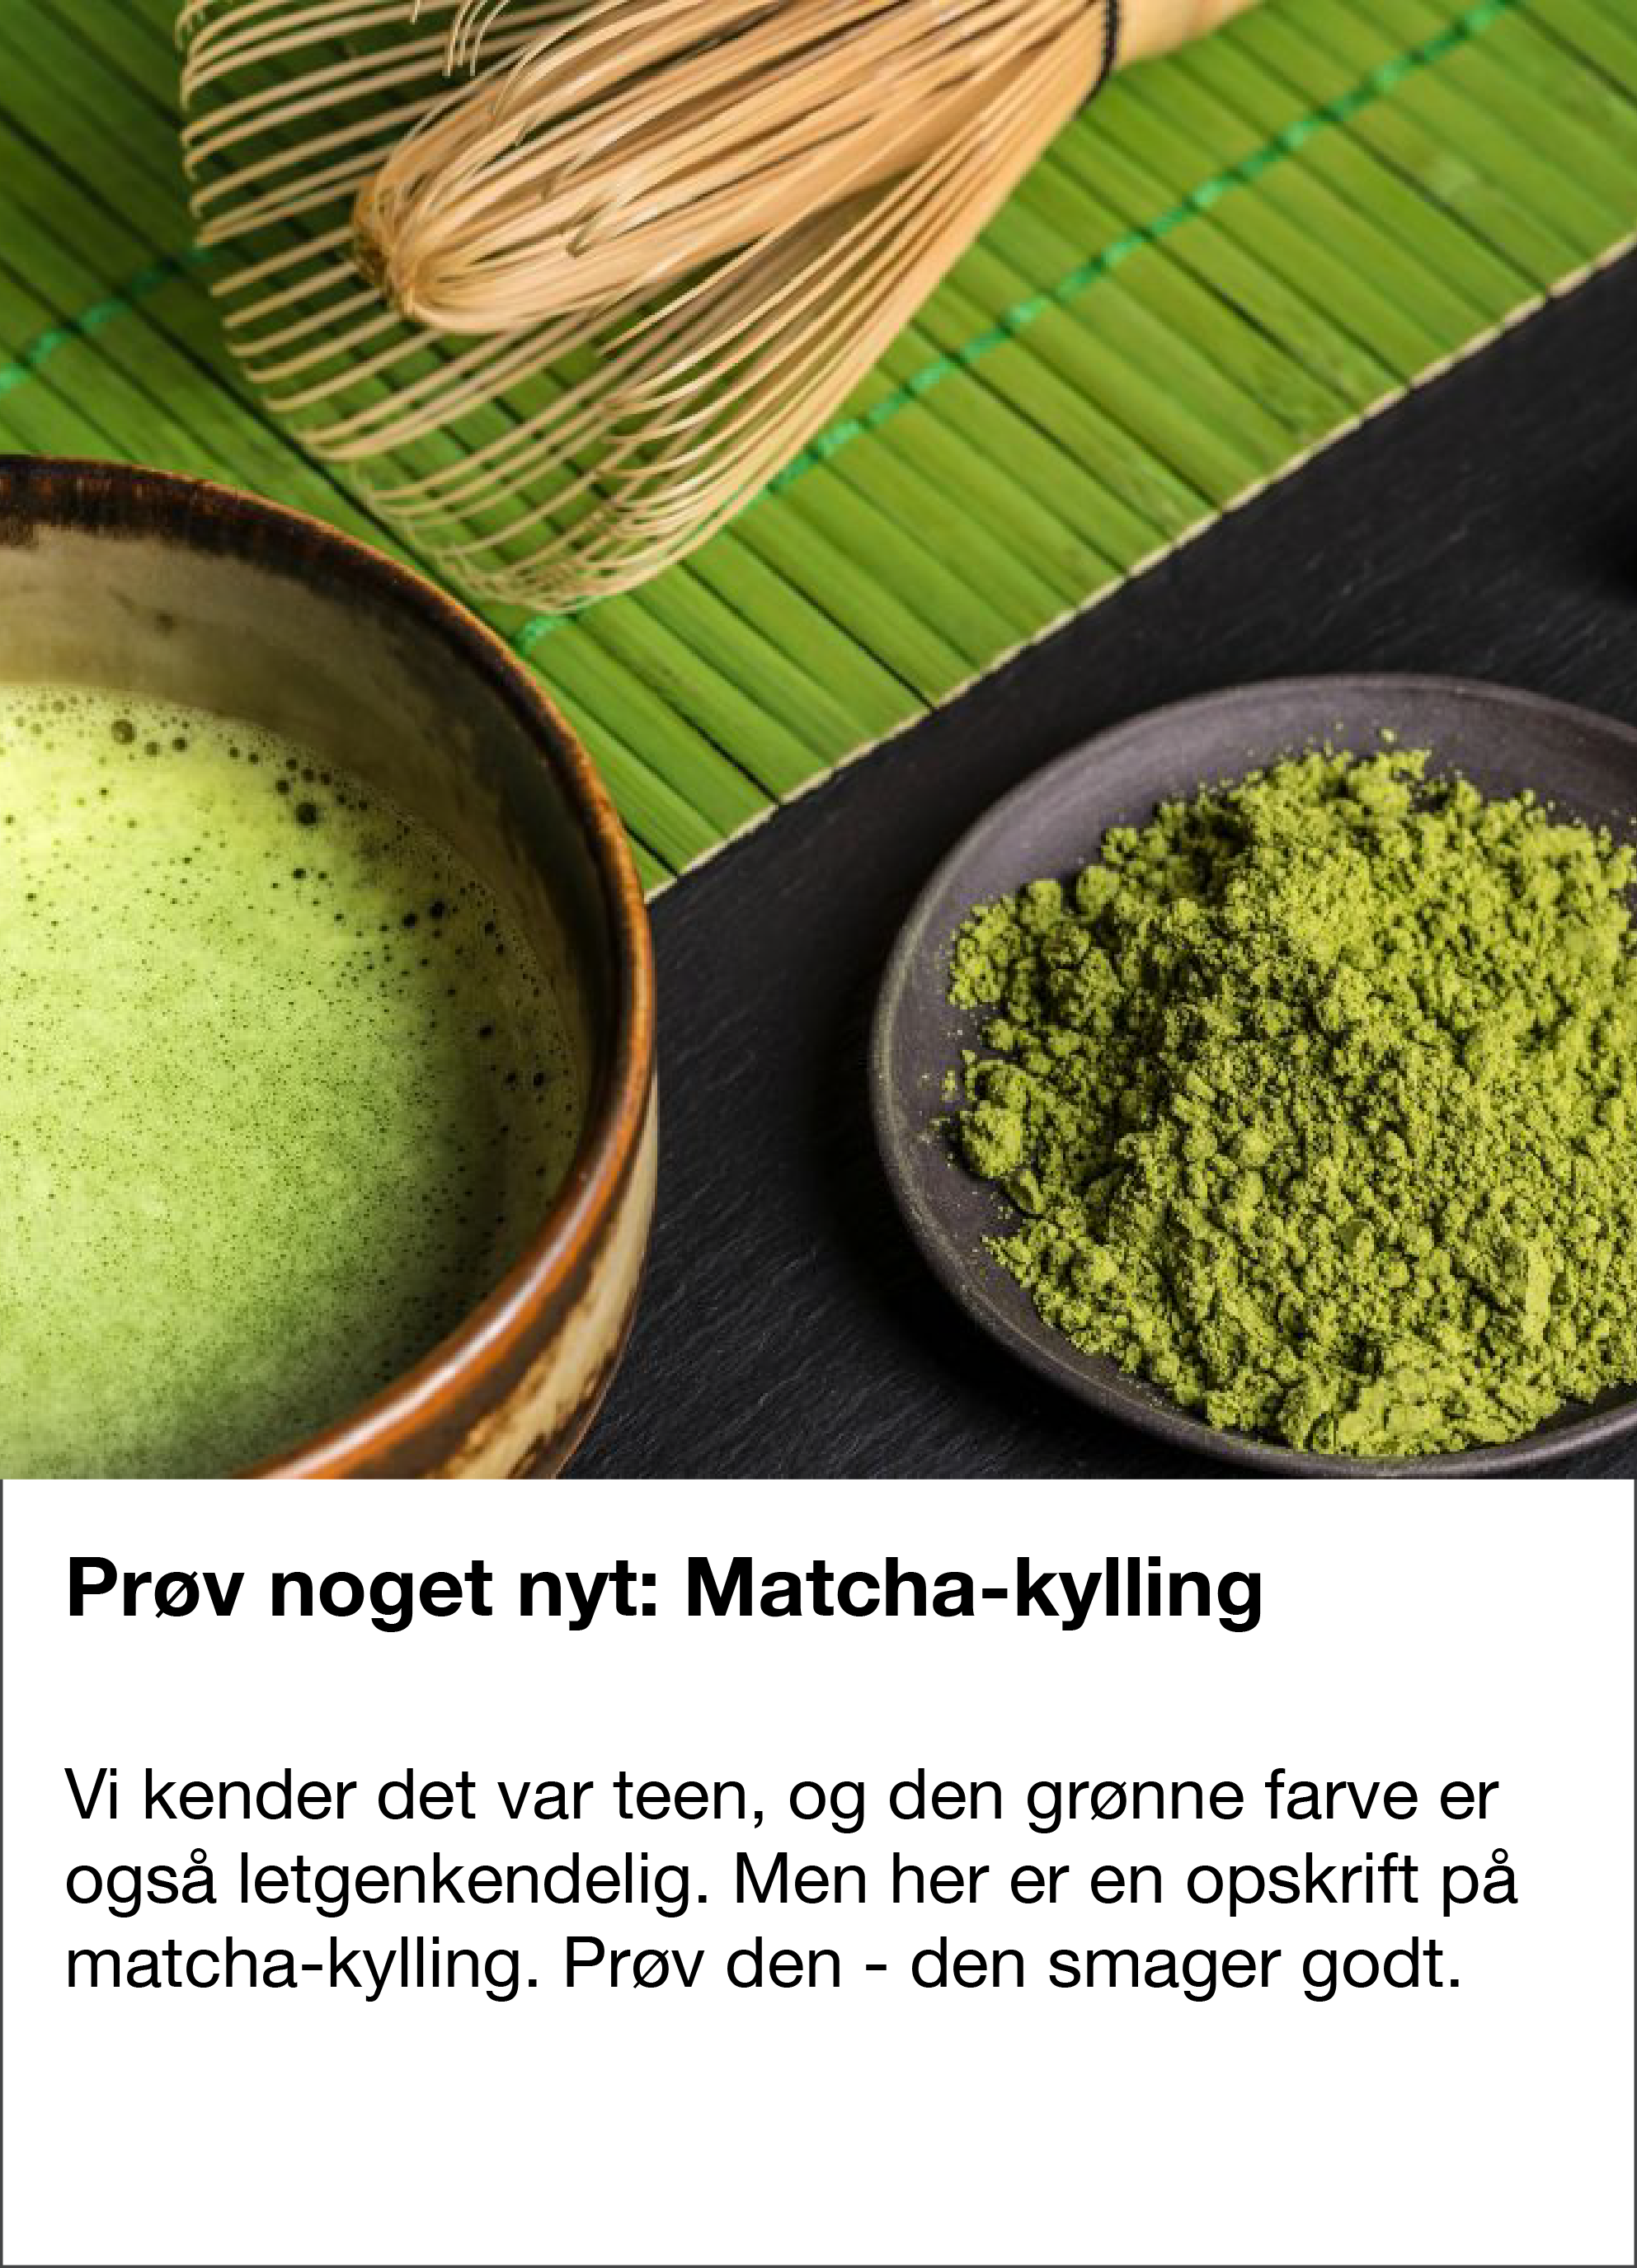 Prøv noget nyt: Matcha-kylling
Vi kender det var teen, og den grønne farve er
også letgenkendelig. Men her er en opskrift på
matcha-kylling. Prøv den - den smager godt.